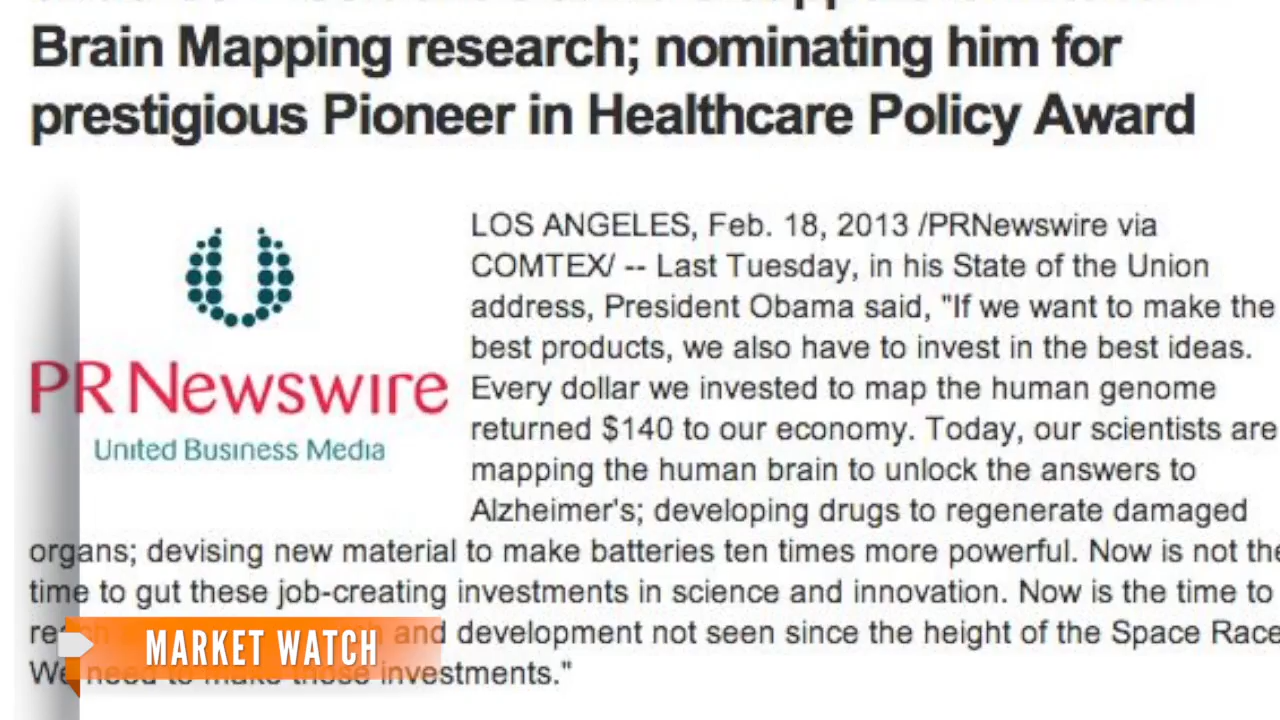 Brain Mapping research; nominating him for
prestigious Pioneer in Healthcare Policy Award
PR Newswire
United Business Media
LOS ANGELES, Feb. 18, 2013 /PRNewswire via
COMTEX/ -- Last Tuesday, in his State of the Union
address, President Obama said, "If we want to make the
best products, we also have to invest in the best ideas.
Every dollar we invested to map the human genome
returned $140 to our economy. Today, our scientists are
mapping the human brain to unlock the answers to
Alzheimer's; developing drugs to regenerate damaged
organs; devising new material to make batteries ten times more powerful. Now is not the
time to gut these job-creating investments in science and innovation. Now is the time to
and development not seen since the height of the Space Race
We need to make those investments."
MARKET WATCH